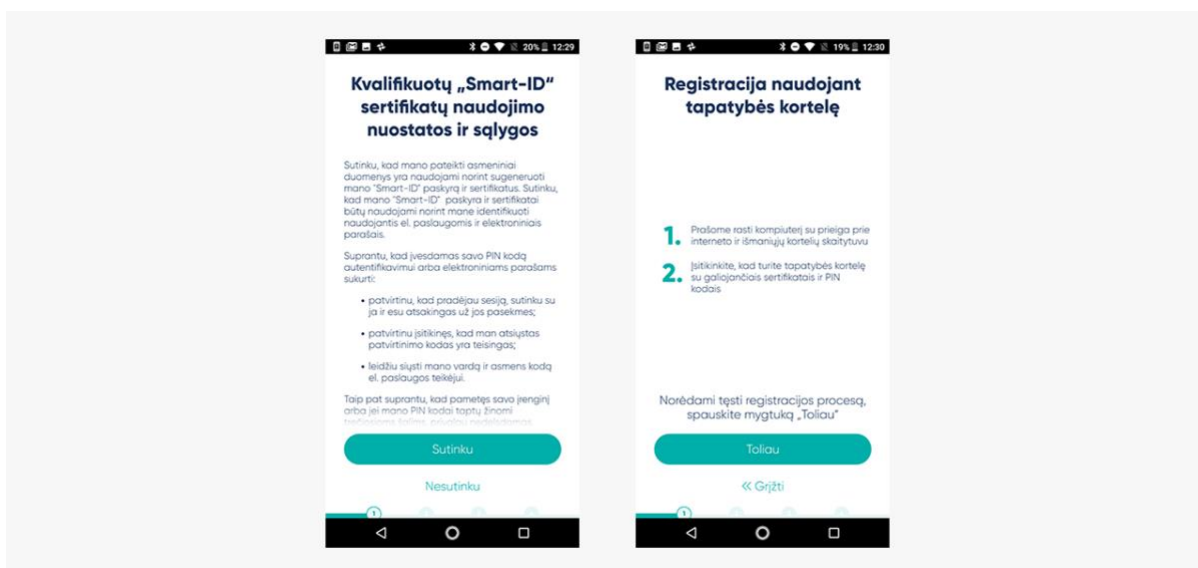 20% 12:29
Kvalifikuotų „Smart-ID“
sertifikatų naudojimo
nuostatos ir sąlygos
Sutinku, kad mano pateikti asmeniniai
duomenys yra naudojami norint sugeneruoti
mano "Smart-ID" paskyrą ir sertifikatus. Sutinku,
kad mano "Smart-ID" paskyra ir sertifikatai
būtų naudojami norint mane identifikuoti
naudojantis el. paslaugomis ir elektroniniais
parašais.
Suprantu, kad įvesdamas savo PIN kodą
autentifikavimui arba elektroniniams parašams
sukurti:
• patvirtinu, kad pradėjau sesiją, sutinku su
ja ir esu atsakingas už jos pasekmes;
• patvirtinu įsitikinęs, kad man atsiųstas
patvirtinimo kodas yra teisingas;
• leidžiu siųsti mano vardą ir asmens kodą
el. paslaugos teikėjui.
Taip pat suprantu, kad pametęs savo įrenginį
arba jei mano PIN kodai taptų žinomi
Sutinku
Nesutinku
1
19% 12:30
Registracija naudojant
tapatybės kortelę
1. Prašome rasti kompiuterį su prieiga prie
interneto ir išmaniųjų kortelių skaitytuvu
2. Įsitikinkite, kad turite tapatybės kortelę
su galiojančiais sertifikatais ir PIN
kodais
Norėdami tęsti registracijos procesą,
spauskite mygtuką „Toliau“
Toliau
« Grįžti
1